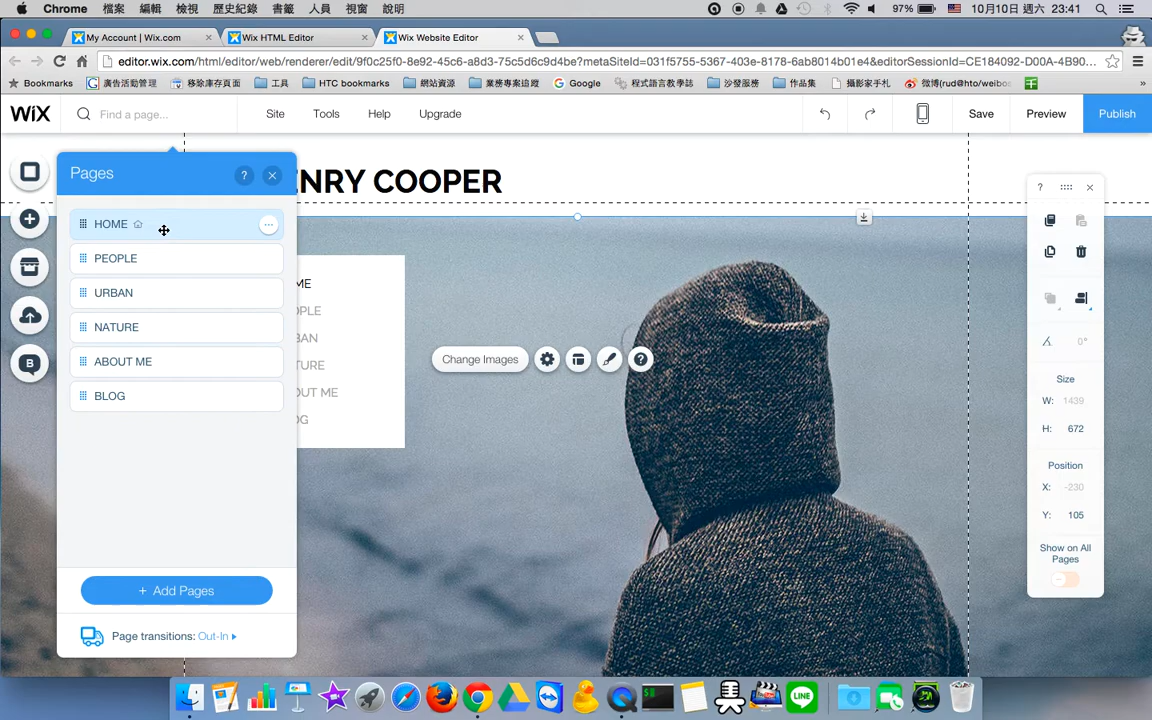 Chrome 檔案 編輯 檢視 歷史紀錄 書籤 人員 視窗 說明 97% 10月10日 週六 23:41
My Account | Wix.com Wix HTML Editor Wix Website Editor
editor.wix.com/html/editor/web/renderer/edit/9f0c25f0-8e92-45c6-a8d3-75c5d6c9d4be?metaSiteId=031f5755-5367-403e-8178-6ab8014b01e4&editorSessionId=CE184092-D00A-4B90...
Bookmarks 廣告活動管理 移除庫存頁面 工具 HTC bookmarks 網站資源 業務專案追蹤 Google 程式語言教學誌 沙發服務 作品集 攝影家手札 微博(rud@hto/weibo
WiX Find a page... Site Tools Help Upgrade Save Preview Publish
Pages ?
ENRY COOPER
HOME
PEOPLE
URBAN
NATURE
ABOUT ME
BLOG
+ Add Pages
Page transitions: Out-In
ME
OPLE
BAN
TURE
OUT ME
OG
Change Images
?
0°
Size
W: 1439
H: 672
Position
X: -230
Y: 105
Show on All
Pages
LINE